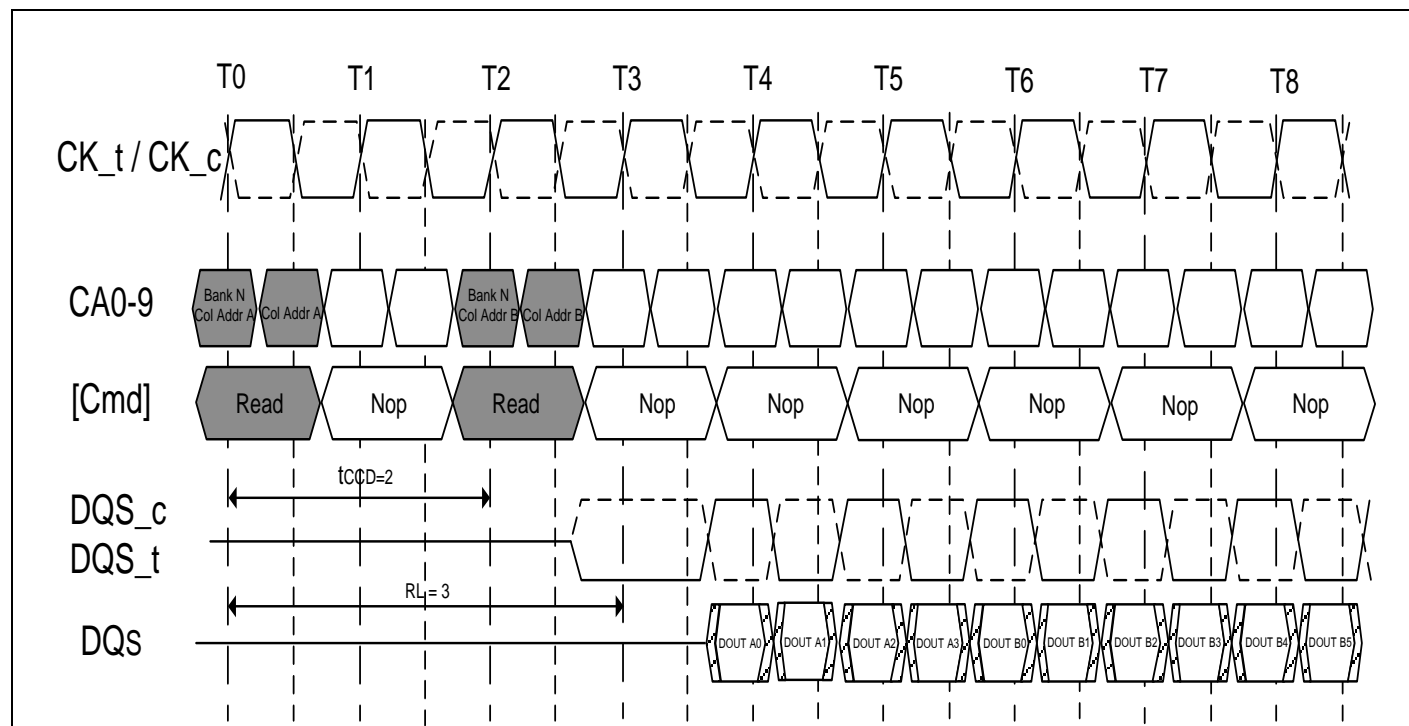 T0 T1 T2 T3 T4 T5 T6 T7 T8
CK_t / CK_c
CA0-9
Bank N
Col Addr A
Col Addr A
Bank N
Col Addr B
Col Addr B
[Cmd]
Read Nop Read Nop Nop Nop Nop Nop Nop
tCCD=2
DQS_c
DQS_t
RL = 3
DQs
DOUT A0 DOUT A1 DOUT A2 DOUT A3 DOUT B0 DOUT B1 DOUT B2 DOUT B3 DOUT B4 DOUT B5